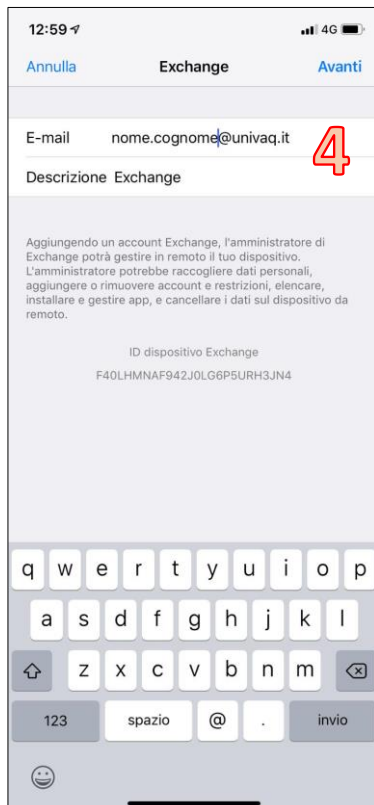 12:59 4G
Annulla Exchange Avanti
E-mail nome.cognome@univaq.it
4
Descrizione Exchange
Aggiungendo un account Exchange, l'amministratore di
Exchange potrà gestire in remoto il tuo dispositivo.
L'amministratore potrebbe raccogliere dati personali,
aggiungere o rimuovere account e restrizioni, elencare,
installare e gestire app, e cancellare i dati sul dispositivo da
remoto.
ID dispositivo Exchange
F40LHMNAF942J0LG6P5URH3JN4
q w e r t y u i o p
a s d f g h j k l
z x c v b n m
123 spazio @ . invio